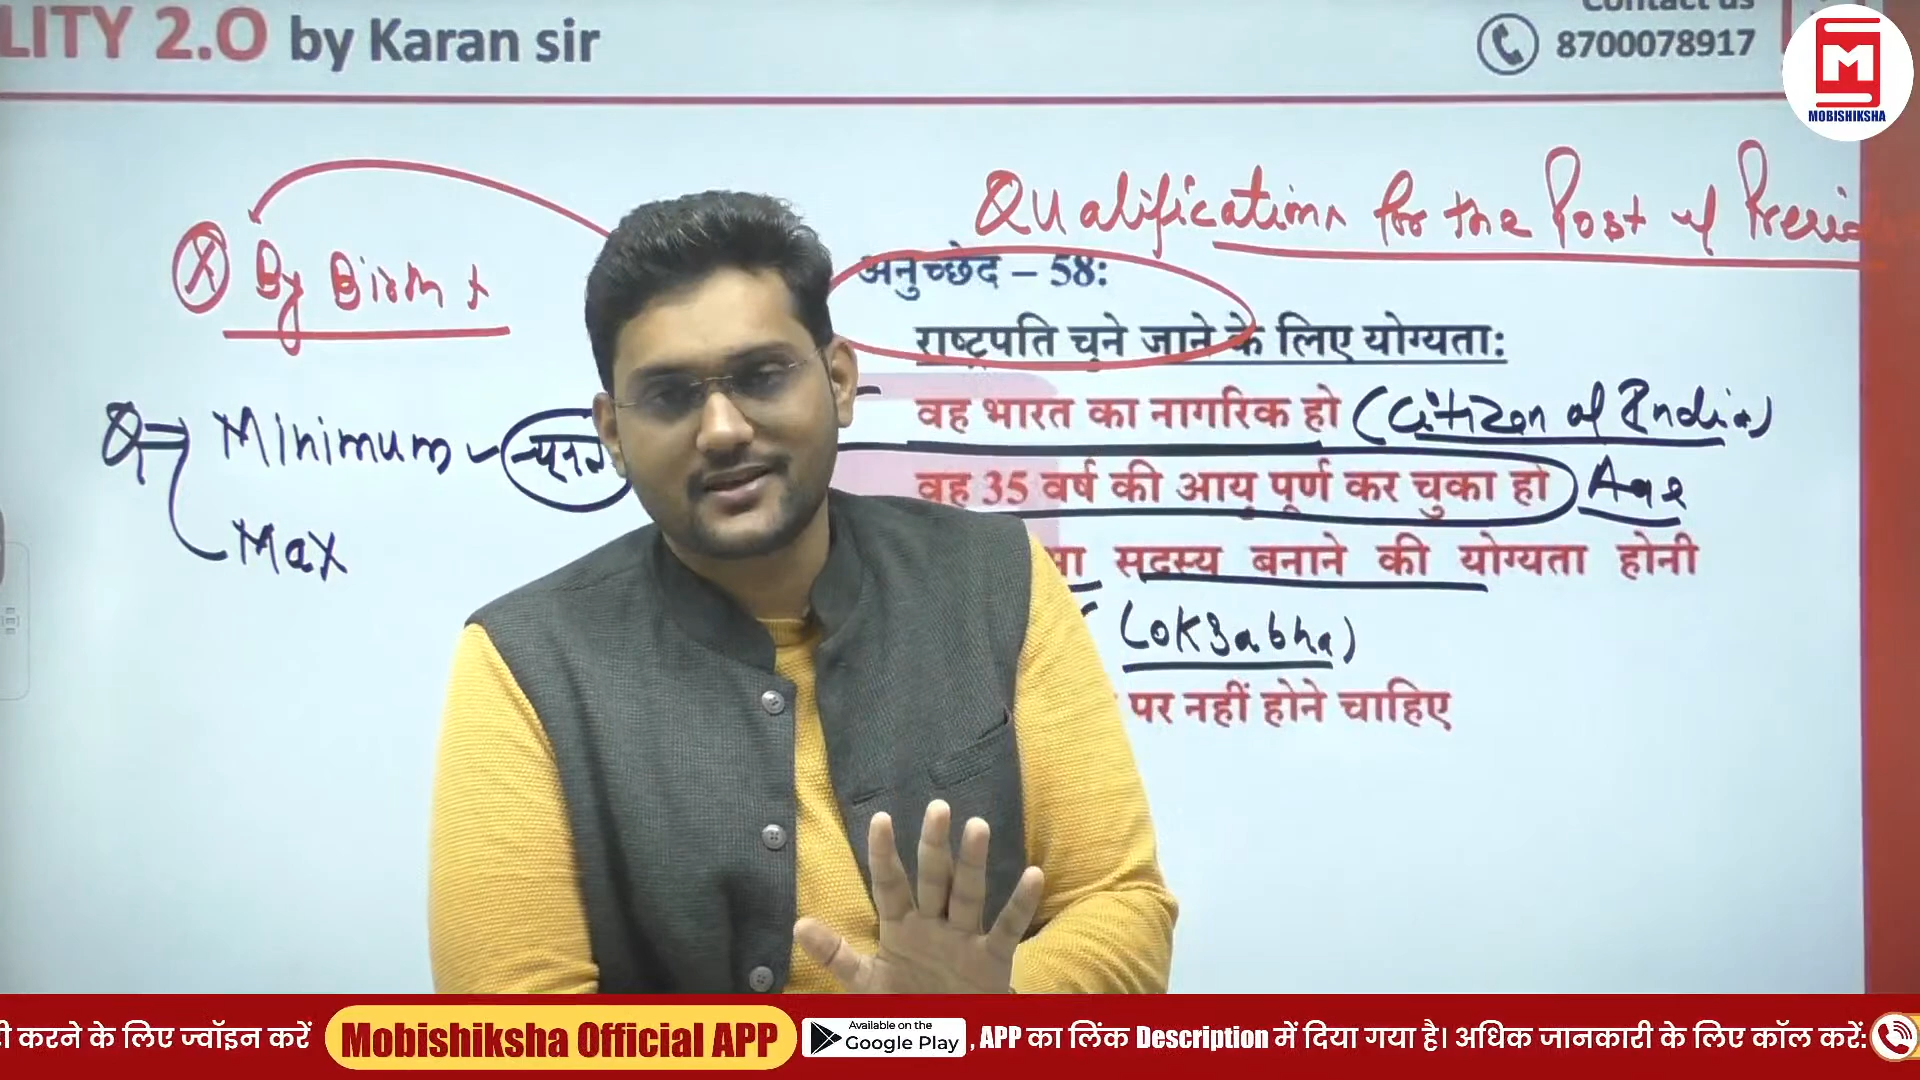 LITY 2.O by Karan sir
Contact us
8700078917
MOBISHIKSHA
Qualifications for the Post of Presid
By Birth
अनुच्छेद – 58:
राष्ट्रपति चुने जाने के लिए योग्यता:
वह भारत का नागरिक हो (Citizen of India)
Minimum
वह 35 वर्ष की आयु पूर्ण कर चुका हो Age
Max
सदस्य बनाने की योग्यता होनी
(Loksabha)
पर नहीं होने चाहिए
करने के लिए ज्वॉइन करें Mobishiksha Official APP Available on the Google Play, APP का लिंक Description में दिया गया है। अधिक जानकारी के लिए कॉल करें: